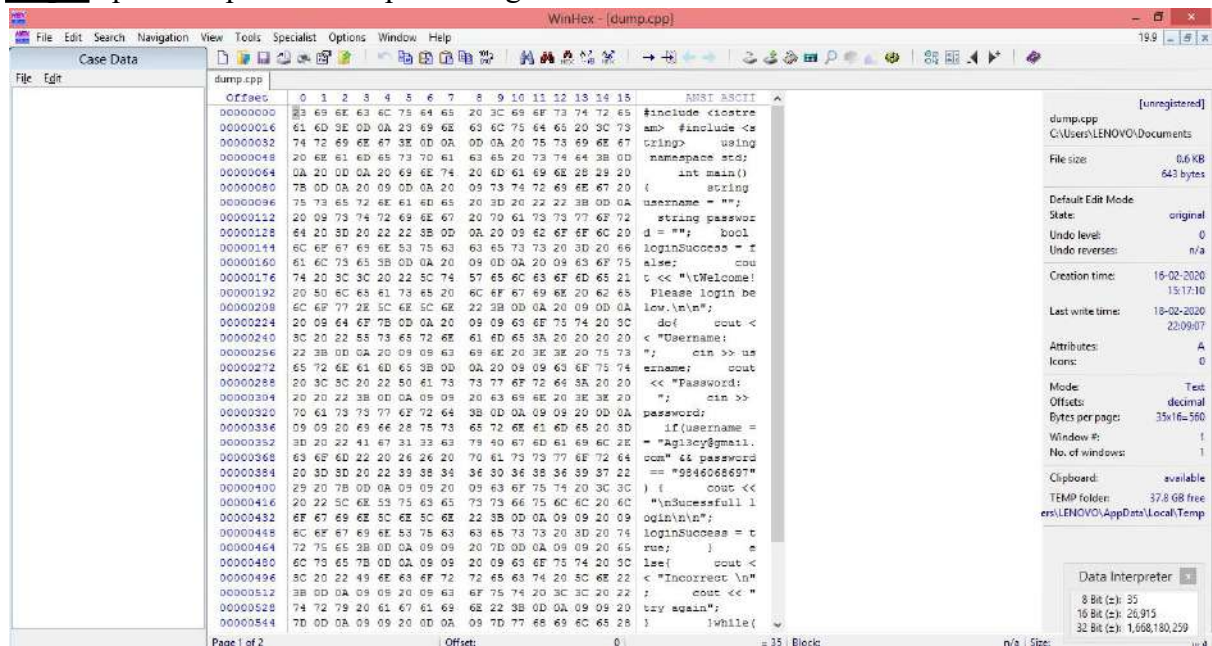 WinHex - [dump.cpp]
File Edit Search Navigation View Tools Specialist Options Window Help
19.9
Case Data
File Edit
dump.cpp
Offset 0 1 2 3 4 5 6 7 8 9 10 11 12 13 14 15 ANSI ASCII
00000000 23 69 6E 63 6C 75 64 65 20 3C 69 6F 73 74 72 65 #include <iostre
00000016 61 6D 3E 0D 0A 23 69 6E 63 6C 75 64 65 20 3C 73 am> #include <s
00000032 74 72 69 6E 67 3E 0D 0A 0D 0A 20 75 73 69 6E 67 tring> using
00000048 20 6E 61 6D 65 73 70 61 63 65 20 73 74 64 3B 0D namespace std;
00000064 0A 20 0D 0A 20 69 6E 74 20 6D 61 69 6E 28 29 20 int main()
00000080 7B 0D 0A 20 09 0D 0A 20 09 73 74 72 69 6E 67 20 { string
00000096 75 73 65 72 6E 61 6D 65 20 3D 20 22 22 3B 0D 0A username = "";
00000112 20 09 73 74 72 69 6E 67 20 70 61 73 73 77 6F 72 string passwor
00000128 64 20 3D 20 22 22 3B 0D 0A 20 09 62 6F 6F 6C 20 d = ""; bool
00000144 6C 6F 67 69 6E 53 75 63 63 65 73 73 20 3D 20 66 loginSuccess = f
00000160 61 6C 73 65 3B 0D 0A 20 09 0D 0A 20 09 63 6F 75 alse; cou
00000176 74 20 3C 3C 20 22 5C 74 57 65 6C 63 6F 6D 65 21 t << "\tWelcome!
00000192 20 50 6C 65 61 73 65 20 6C 6F 67 69 6E 20 62 65 Please login be
00000208 6C 6F 77 2E 5C 6E 5C 6E 22 3B 0D 0A 20 09 0D 0A low.\n\n";
00000224 20 09 64 6F 7B 0D 0A 20 09 09 63 6F 75 74 20 3C do{ cout <
00000240 3C 20 22 55 73 65 72 6E 61 6D 65 3A 20 20 20 20 < "Username:
00000256 22 3B 0D 0A 20 09 09 63 69 6E 20 3E 3E 20 75 73 "; cin >> us
00000272 65 72 6E 61 6D 65 3B 0D 0A 20 09 09 63 6F 75 74 ername; cout
00000288 20 3C 3C 20 22 50 61 73 73 77 6F 72 64 3A 20 20 << "Password:
00000304 20 20 22 3B 0D 0A 09 09 20 63 69 6E 20 3E 3E 20 "; cin >>
00000320 70 61 73 73 77 6F 72 64 3B 0D 0A 09 09 20 0D 0A password;
00000336 09 09 20 69 66 28 75 73 65 72 6E 61 6D 65 20 3D if(username =
00000352 3D 20 22 41 67 31 33 63 79 40 67 6D 61 69 6C 2E = "Ag13cy@gmail.
00000368 63 6F 6D 22 20 26 26 20 70 61 73 73 77 6F 72 64 com" && password
00000384 20 3D 3D 20 22 39 38 34 36 30 36 38 36 39 37 22 == "9846068697"
00000400 29 20 7B 0D 0A 09 09 20 09 63 6F 75 74 20 3C 3C ) { cout <<
00000416 20 22 5C 6E 53 75 63 65 73 73 66 75 6C 6C 20 6C "\nSucessfull l
00000432 6F 67 69 6E 5C 6E 5C 6E 22 3B 0D 0A 09 09 20 09 ogin\n\n";
00000448 6C 6F 67 69 6E 53 75 63 63 65 73 73 20 3D 20 74 loginSuccess = t
00000464 72 75 65 3B 0D 0A 09 09 20 7D 0D 0A 09 09 20 65 rue; } e
00000480 6C 73 65 7B 0D 0A 09 09 20 09 63 6F 75 74 20 3C lse{ cout <
00000496 3C 20 22 49 6E 63 6F 72 72 65 63 74 20 5C 6E 22 < "Incorrect \n"
00000512 3B 0D 0A 09 09 20 09 63 6F 75 74 20 3C 3C 20 22 ; cout << "
00000528 74 72 79 20 61 67 61 69 6E 22 3B 0D 0A 09 09 20 try again";
00000544 7D 0D 0A 09 09 20 0D 0A 09 7D 77 68 69 6C 65 28 } }while(
[unregistered]
dump.cpp
C:\Users\LENOVO\Documents
File size: 0.6 KB
643 bytes
Default Edit Mode
State: original
Undo level: 0
Undo reverses: n/a
Creation time: 16-02-2020
15:17:10
Last write time: 18-02-2020
22:09:07
Attributes: A
Icons: 0
Mode: Text
Offsets: decimal
Bytes per page: 35x16=560
Window #: 1
No. of windows: 1
Clipboard: available
TEMP folder: 37.8 GB free
ers\LENOVO\AppData\Local\Temp
Data Interpreter
8 Bit (±): 35
16 Bit (±): 26,915
32 Bit (±): 1,668,180,259
Page 1 of 2 Offset: 0 = 35 Block: n/a Size: